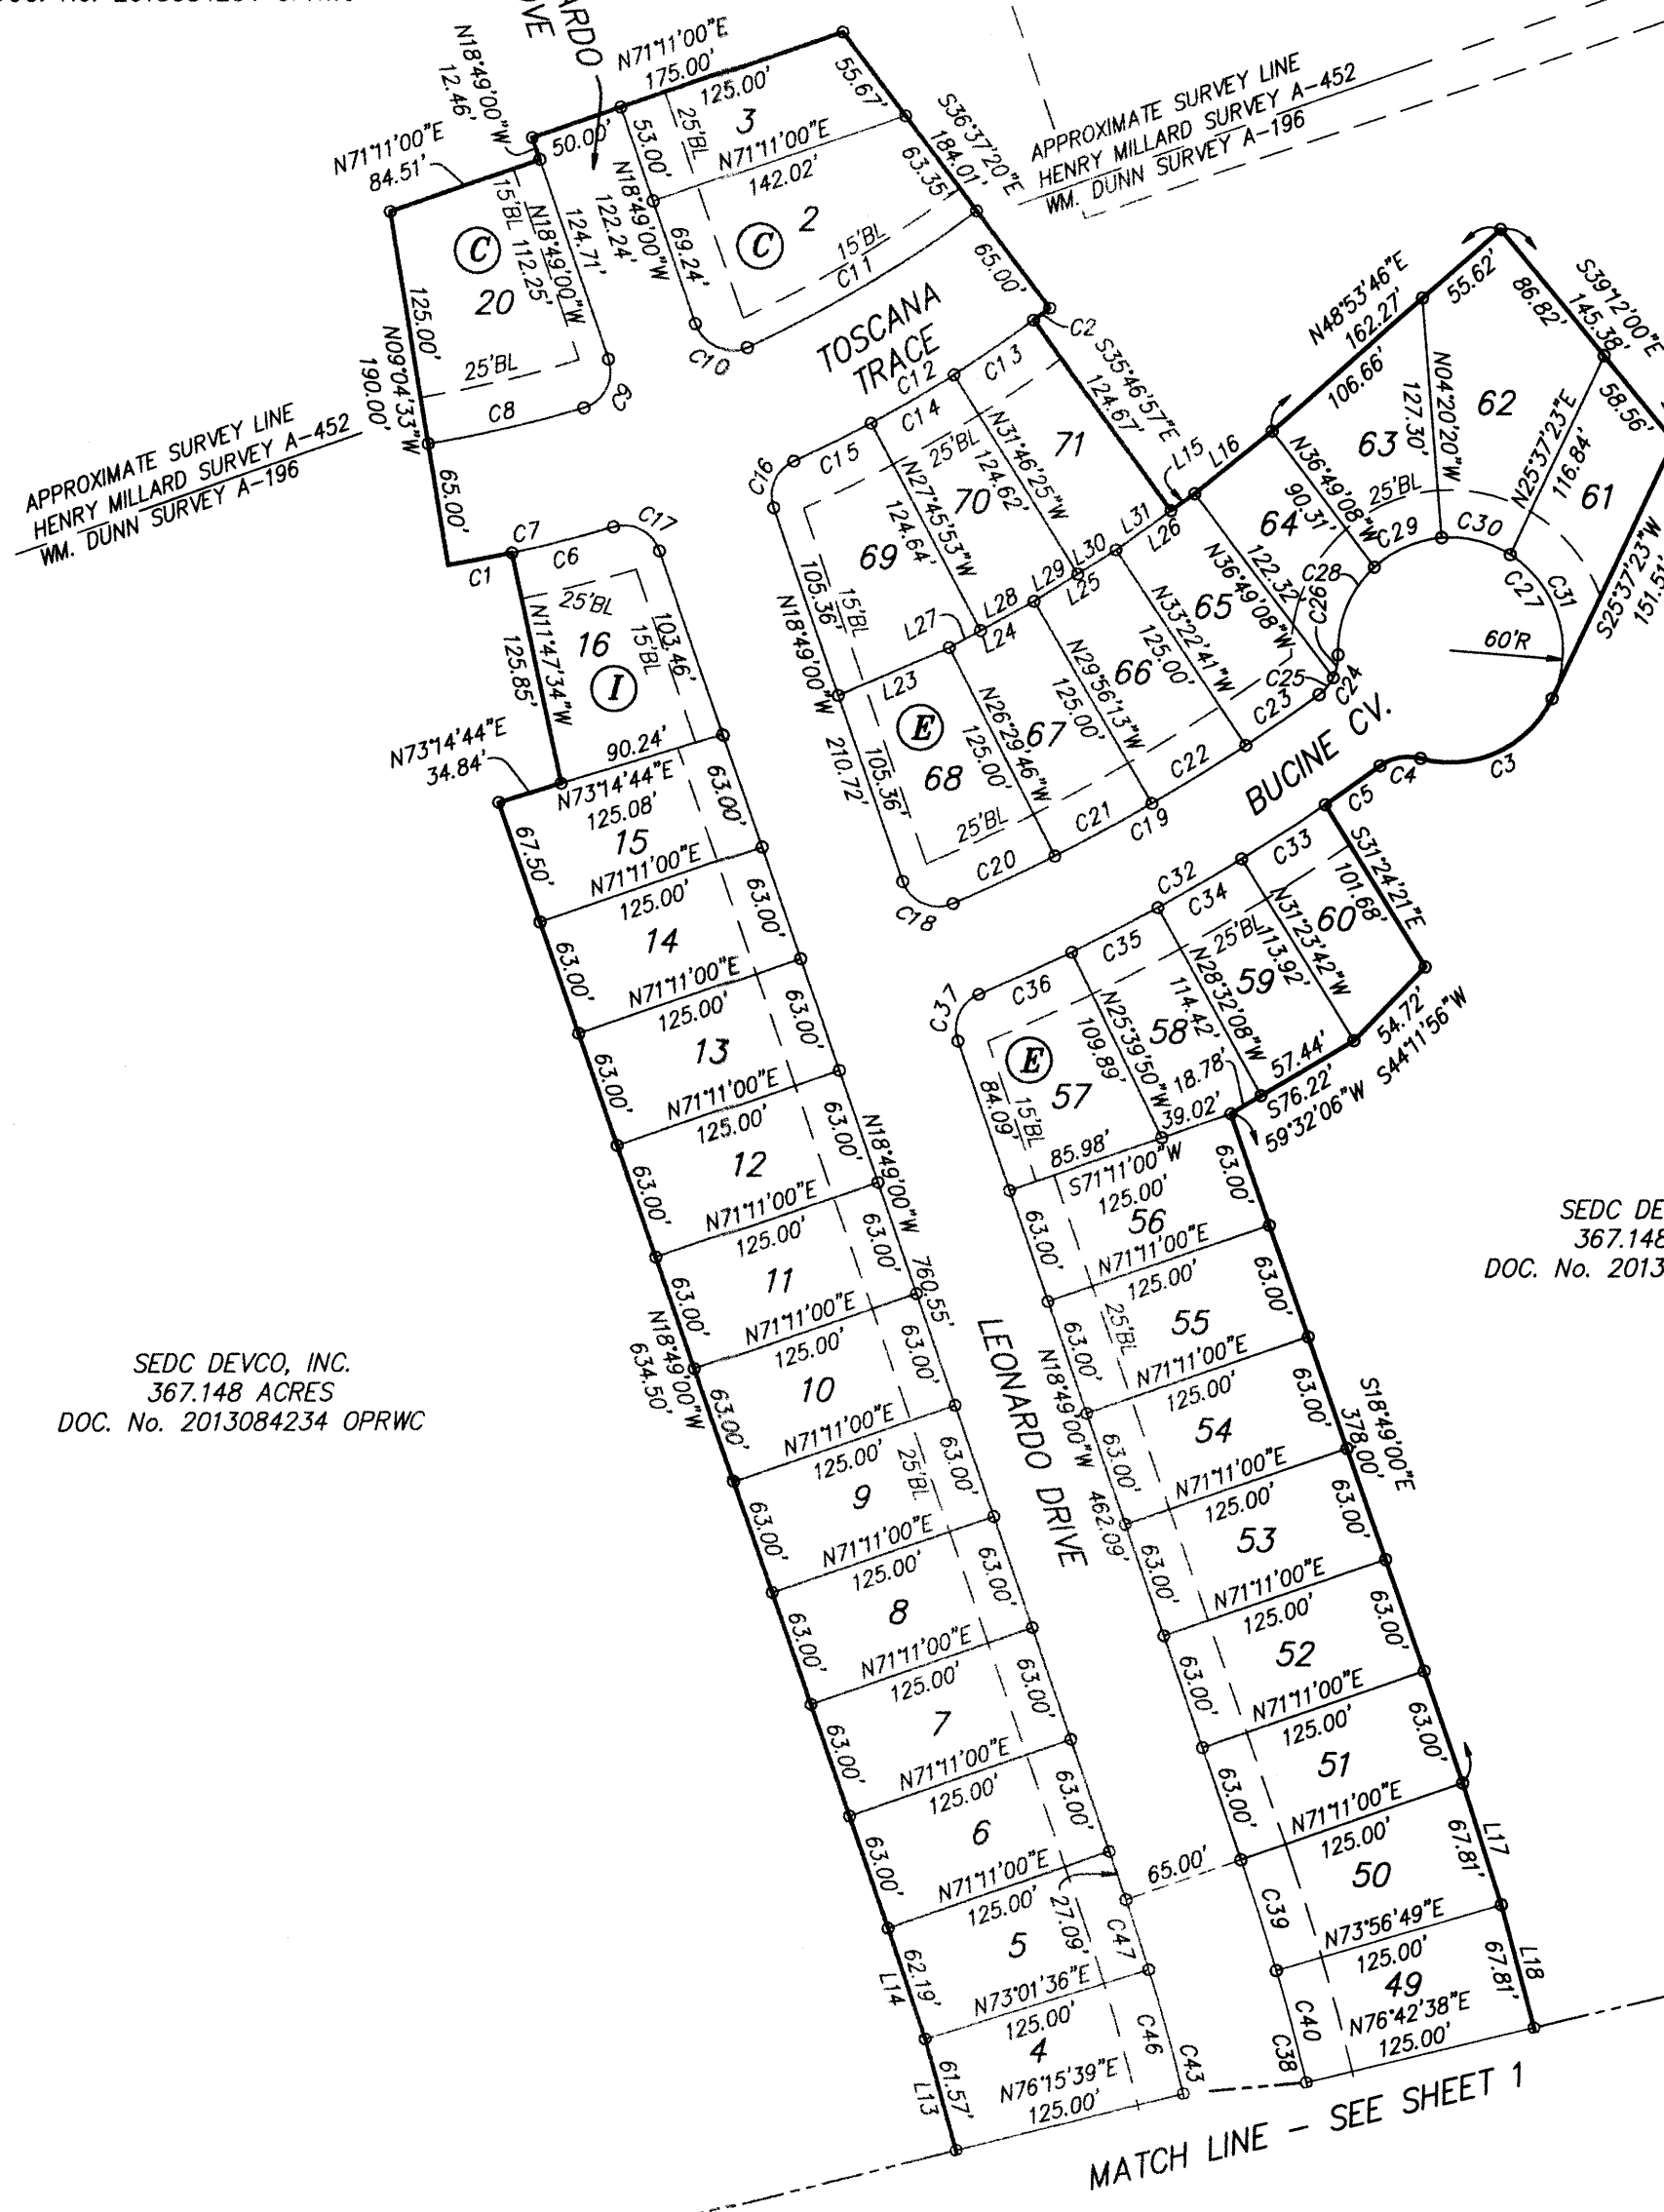 N18°49'00"W
12.46'
N71°11'00"E
175.00'
125.00'
3
25'BL
N71°11'00"E
142.02'
55.67'
S36°37'20"E
184.01'
63.35'
APPROXIMATE SURVEY LINE
HENRY MILLARD SURVEY A-452
WM. DUNN SURVEY A-196
N71°11'00"E
84.51'
50.00'
53.00'
N18°49'00"W
122.24'
69.24'
2
C
15'BL
C11
65.00'
C2
C
20
15'BL
112.25'
N18°49'00"W
124.71'
25'BL
125.00'
N09°04'33"W
190.00'
C8
C9
C10
TOSCANA
TRACE
APPROXIMATE SURVEY LINE
HENRY MILLARD SURVEY A-452
WM. DUNN SURVEY A-196
65.00'
C1
C7
C6
C17
25'BL
16
15'BL
103.46'
I
N11°47'34"W
125.85'
90.24'
N73°14'44"E
34.84'
N73°14'44"E
125.08'
C12
C13
C14
C15
C16
S35°46'57"E
124.67'
71
N31°46'25"W
124.62'
25'BL
70
N27°45'53"W
124.64'
69
15'BL
105.36'
N18°49'00"W
210.72'
105.36'
L15
L16
L26
L31
L30
L25
L29
L28
L24
L27
L23
N48°53'46"E
162.27'
55.62'
106.66'
S39°12'00"E
145.38'
86.82'
58.56'
62
N04°20'20"W
127.30'
63
25'BL
N25°37'23"E
116.84'
61
S25°37'23"W
151.51'
N36°49'08"W
90.31'
64
N36°49'08"W
122.32'
C29
C30
C28
C26
C27
C31
60'R
C25
C24
C23
65
N33°22'41"W
125.00'
66
N29°56'13"W
125.00'
67
N26°29'46"W
125.00'
E
68
25'BL
C18
C20
C21
C19
C22
BUCINE CV.
C3
C4
C5
C33
C32
C34
C35
C36
C37
S31°24'21"E
101.68'
60
N31°23'42"W
113.92'
25'BL
59
N28°32'08"W
114.42'
58
N25°39'50"W
109.89'
E
57
15'BL
84.09'
18.78'
57.44'
54.72'
S44°11'56"W
S76.22'
59°32'06"W
39.02'
85.98'
S71°11'00"W
125.00'
67.50'
15
63.00'
N71°11'00"E
125.00'
63.00'
14
63.00'
N71°11'00"E
125.00'
63.00'
13
63.00'
N71°11'00"E
125.00'
63.00'
12
N18°49'00"W
760.55'
N71°11'00"E
125.00'
63.00'
11
63.00'
N71°11'00"E
125.00'
N18°49'00"W
634.50'
63.00'
10
63.00'
N71°11'00"E
125.00'
25'BL
63.00'
9
63.00'
N71°11'00"E
125.00'
63.00'
8
63.00'
N71°11'00"E
125.00'
63.00'
7
63.00'
N71°11'00"E
125.00'
63.00'
6
63.00'
N71°11'00"E
125.00'
27.09'
62.19'
L14
5
C47
N73°01'36"E
125.00'
4
61.57'
L13
C46
C43
N76°15'39"E
125.00'
65.00'
LEONARDO DRIVE
63.00'
56
63.00'
N71°11'00"E
125.00'
25'BL
63.00'
55
63.00'
N71°11'00"E
125.00'
N18°49'00"W
462.09'
63.00'
54
63.00'
S18°49'00"E
378.00'
N71°11'00"E
125.00'
63.00'
53
63.00'
N71°11'00"E
125.00'
63.00'
52
63.00'
N71°11'00"E
125.00'
63.00'
51
63.00'
N71°11'00"E
125.00'
C39
50
67.81'
L17
N73°56'49"E
125.00'
C40
49
67.81'
L18
N76°42'38"E
125.00'
C38
SEDC DEVCO, INC.
367.148 ACRES
DOC. No. 2013084234 OPRWC
SEDC DE
367.148
DOC. No. 2013
MATCH LINE - SEE SHEET 1